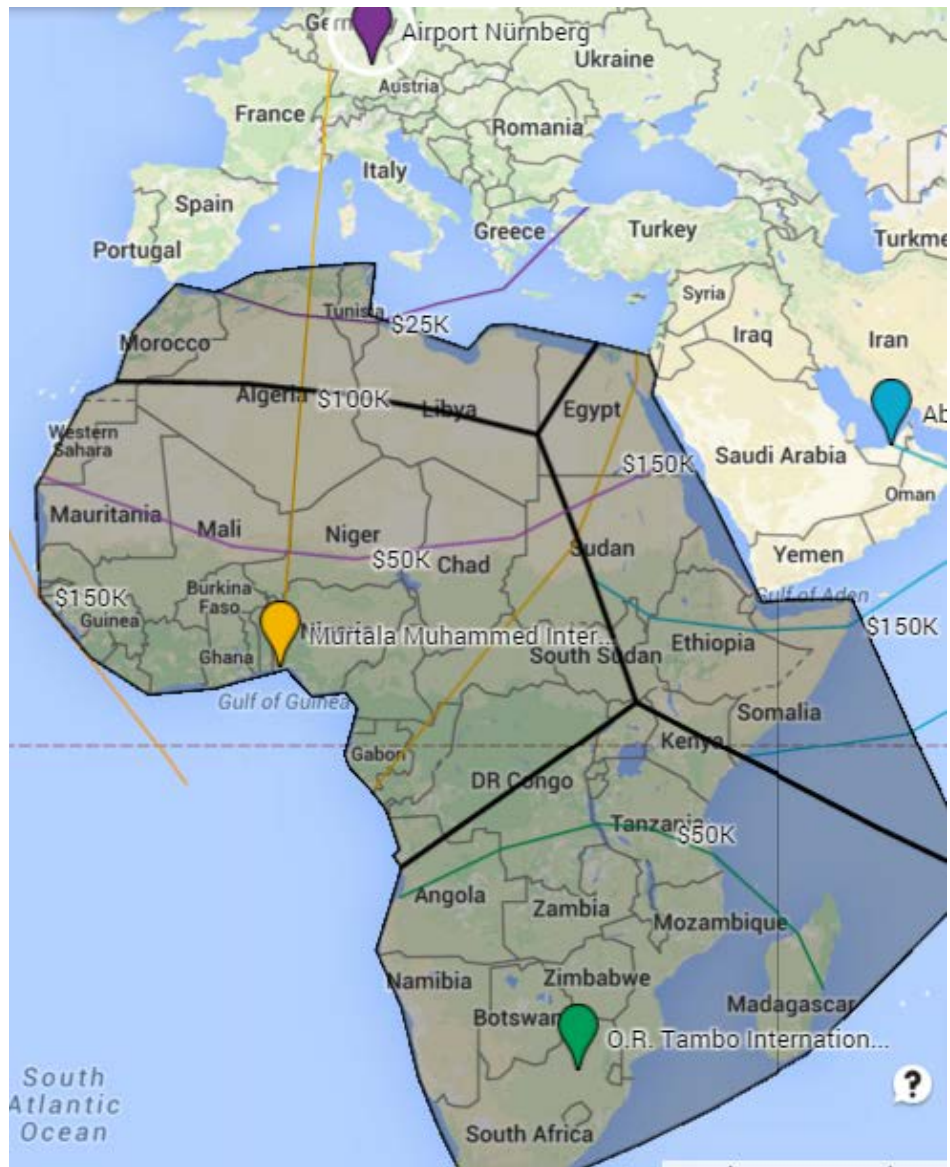 Germany
Airport Nürnberg
Ukraine
Austria
France
Romania
Italy
Spain
Portugal
Greece
Turkey
Turkme
Syria
Tunisia
$25K
Iraq
Iran
Morocco
Algeria
$100K
Libya
Egypt
Ab
Western
Sahara
$150K
Saudi Arabia
Oman
Mauritania
Mali
Niger
$50K
Chad
Sudan
Yemen
$150K
Guinea
Burkina
Faso
Gulf of Aden
$150K
Ghana
Murtala Muhammed Inter...
South Sudan
Ethiopia
Gulf of Guinea
Somalia
Gabon
Kenya
DR Congo
Tanzania
$50K
Angola
Zambia
Mozambique
Namibia
Zimbabwe
Madagascar
O.R. Tambo Internation...
South
Atlantic
Ocean
?
South Africa